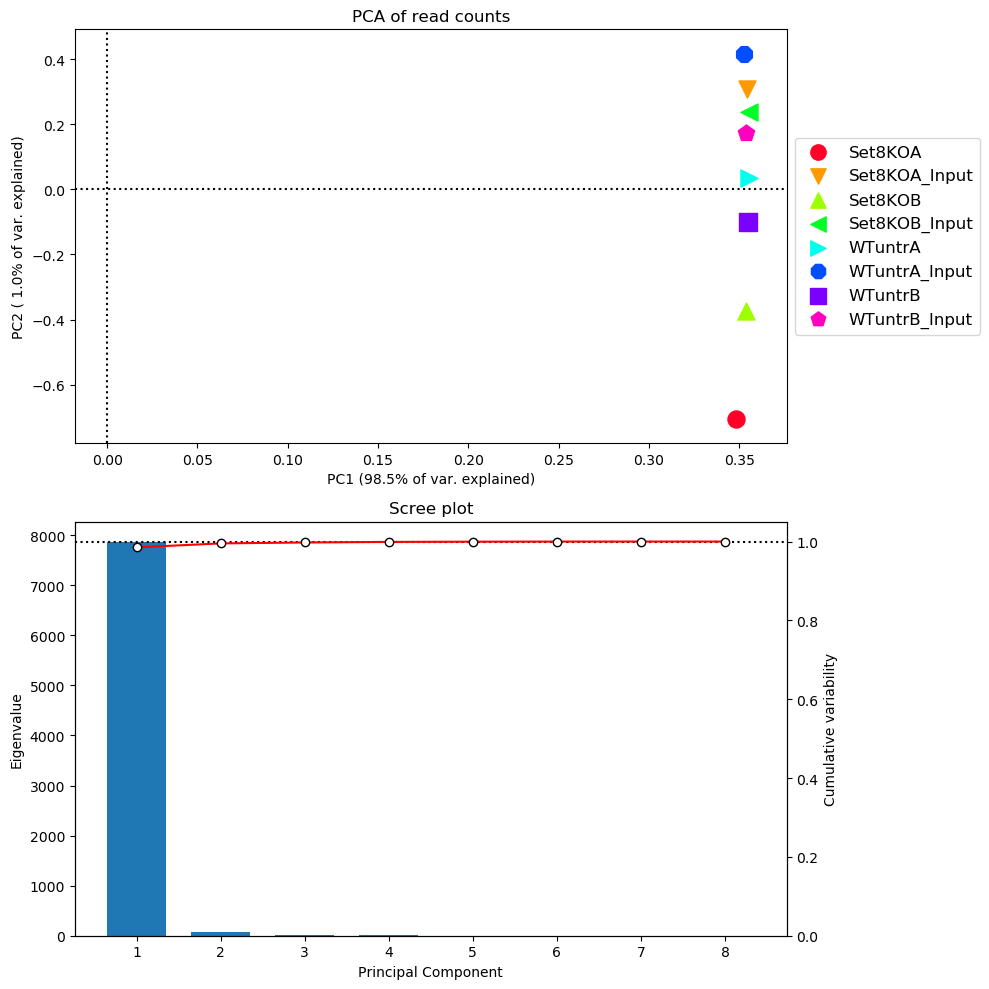 PCA of read counts
0.4
0.2
0.0
−0.2
−0.4
−0.6
PC2 ( 1.0% of var. explained)
0.00 0.05 0.10 0.15 0.20 0.25 0.30 0.35
PC1 (98.5% of var. explained)
Set8KOA
Set8KOA_Input
Set8KOB
Set8KOB_Input
WTuntrA
WTuntrA_Input
WTuntrB
WTuntrB_Input
Scree plot
8000
7000
6000
5000
4000
3000
2000
1000
0
Eigenvalue
1.0
0.8
0.6
0.4
0.2
0.0
Cumulative variability
1 2 3 4 5 6 7 8
Principal Component